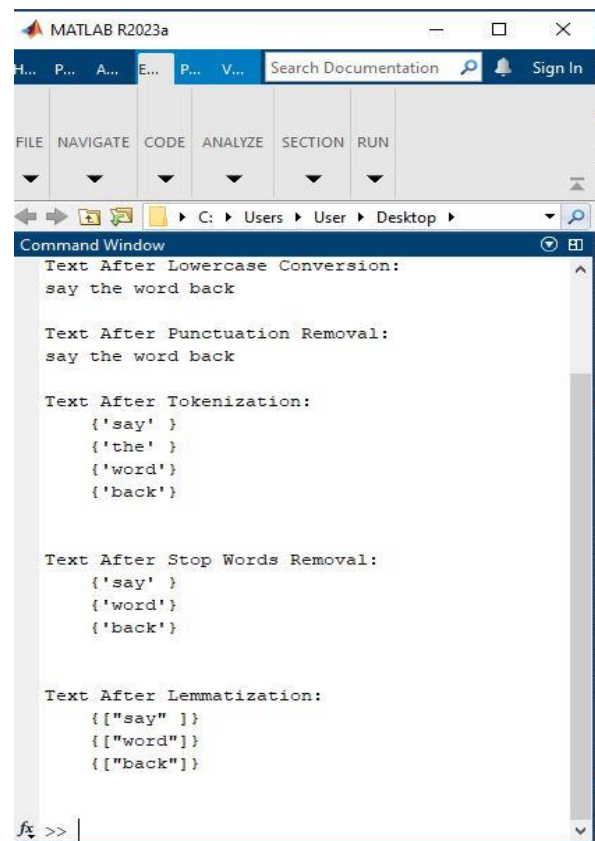 MATLAB R2023a
H... P... A... E... P... V... Search Documentation Sign In
FILE NAVIGATE CODE ANALYZE SECTION RUN
C: Users User Desktop
Command Window
Text After Lowercase Conversion:
say the word back
Text After Punctuation Removal:
say the word back
Text After Tokenization:
{'say' }
{'the' }
{'word'}
{'back'}
Text After Stop Words Removal:
{'say' }
{'word'}
{'back'}
Text After Lemmatization:
{["say" ]}
{["word"]}
{["back"]}
fx >>